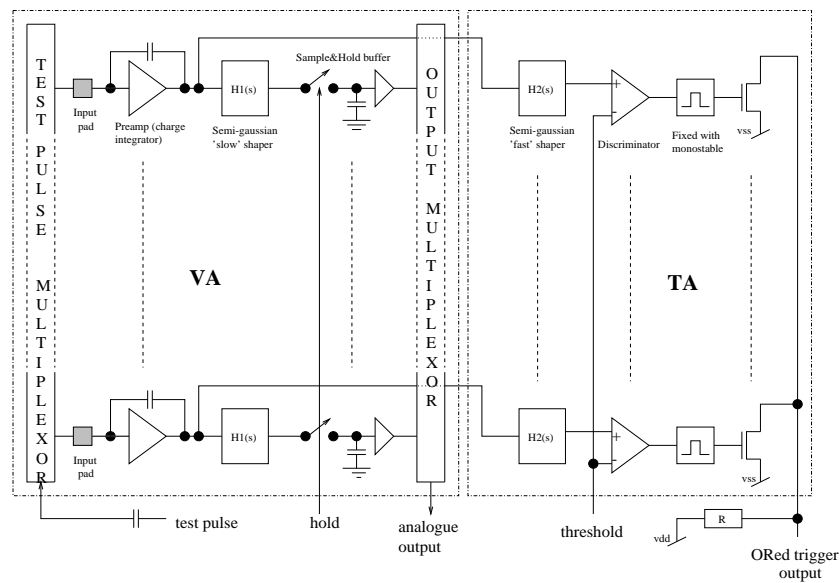 TEST PULSE MULTIPLEXOR
Input
pad
Preamp (charge
integrator)
H1(s)
Semi-gaussian
'slow' shaper
Sample&Hold buffer
OUTPUT MULTIPLEXOR
H2(s)
Semi-gaussian
'fast' shaper
+
-
Discriminator
Fixed with
monostable
vss
VA
TA
Input
pad
H1(s)
H2(s)
+
-
vss
test pulse
hold
analogue
output
threshold
vdd
R
ORed trigger
output